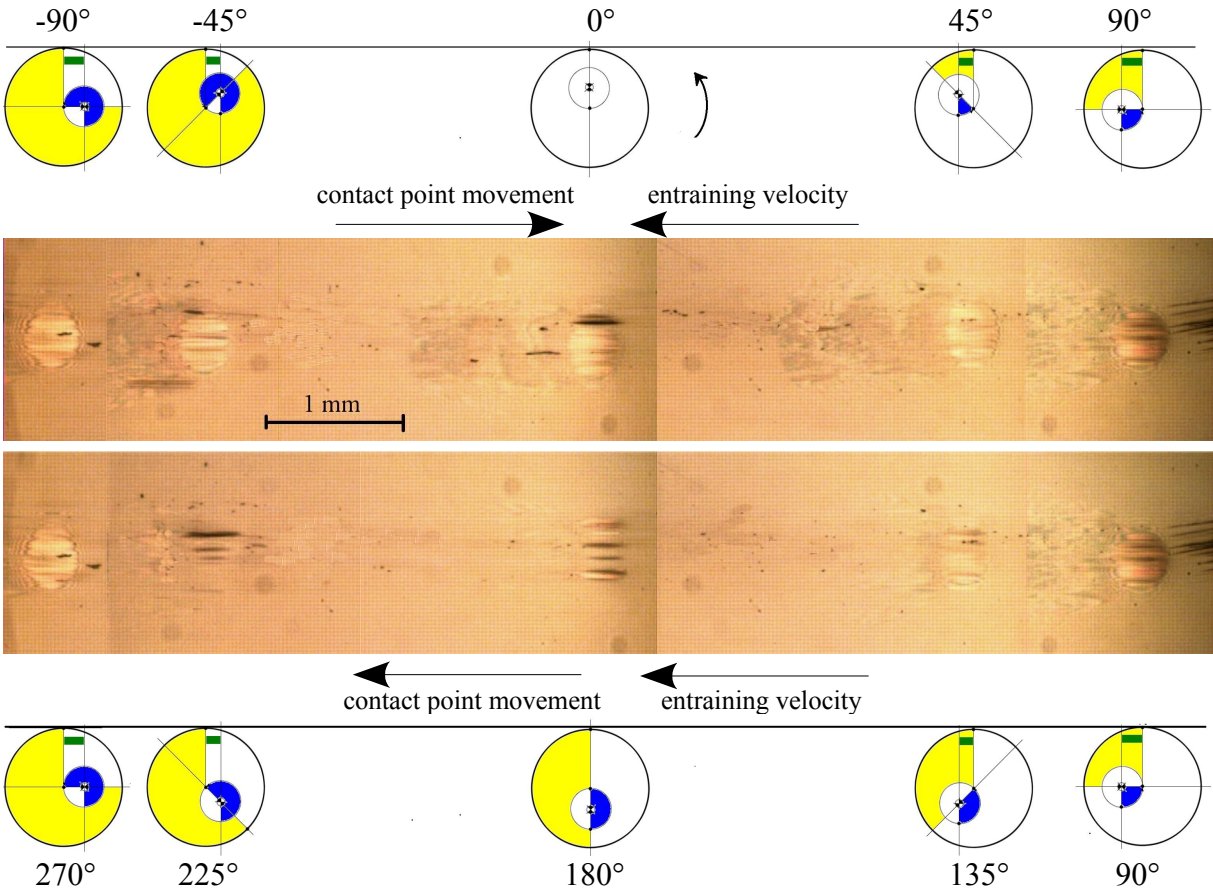 -90° -45° 0° 45° 90°
contact point movement entraining velocity
1 mm
contact point movement entraining velocity
270° 225° 180° 135° 90°